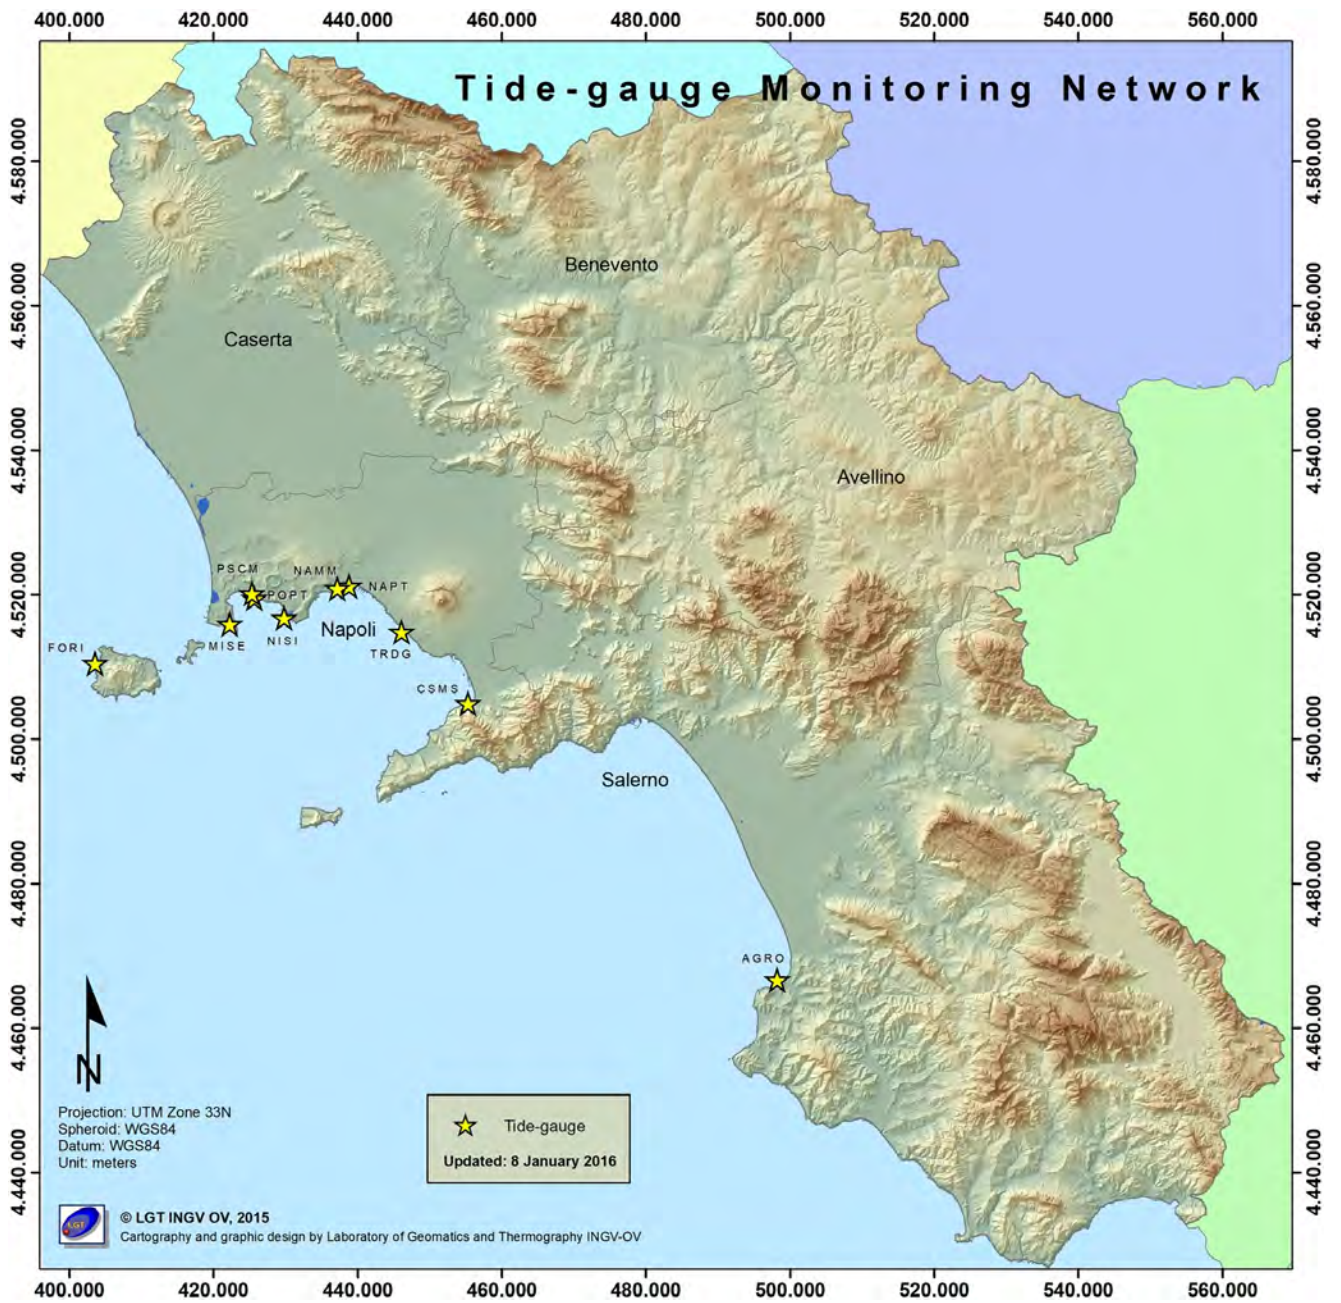 400.000 420.000 440.000 460.000 480.000 500.000 520.000 540.000 560.000
Tide-gauge Monitoring Network
4.580.000 4.580.000
Benevento
4.560.000 4.560.000
Caserta
4.540.000 4.540.000
Avellino
4.520.000 4.520.000
PSCM NAMM NAPT
POPT
Napoli
MISE NISI
FORI TRDG
CSMS
4.500.000 4.500.000
Salerno
4.480.000 4.480.000
AGRO
4.460.000 4.460.000
N
Projection: UTM Zone 33N
Spheroid: WGS84
Datum: WGS84
Unit: meters
Tide-gauge
Updated: 8 January 2016
4.440.000 4.440.000
LGT
© LGT INGV OV, 2015
Cartography and graphic design by Laboratory of Geomatics and Thermography INGV-OV
400.000 420.000 440.000 460.000 480.000 500.000 520.000 540.000 560.000